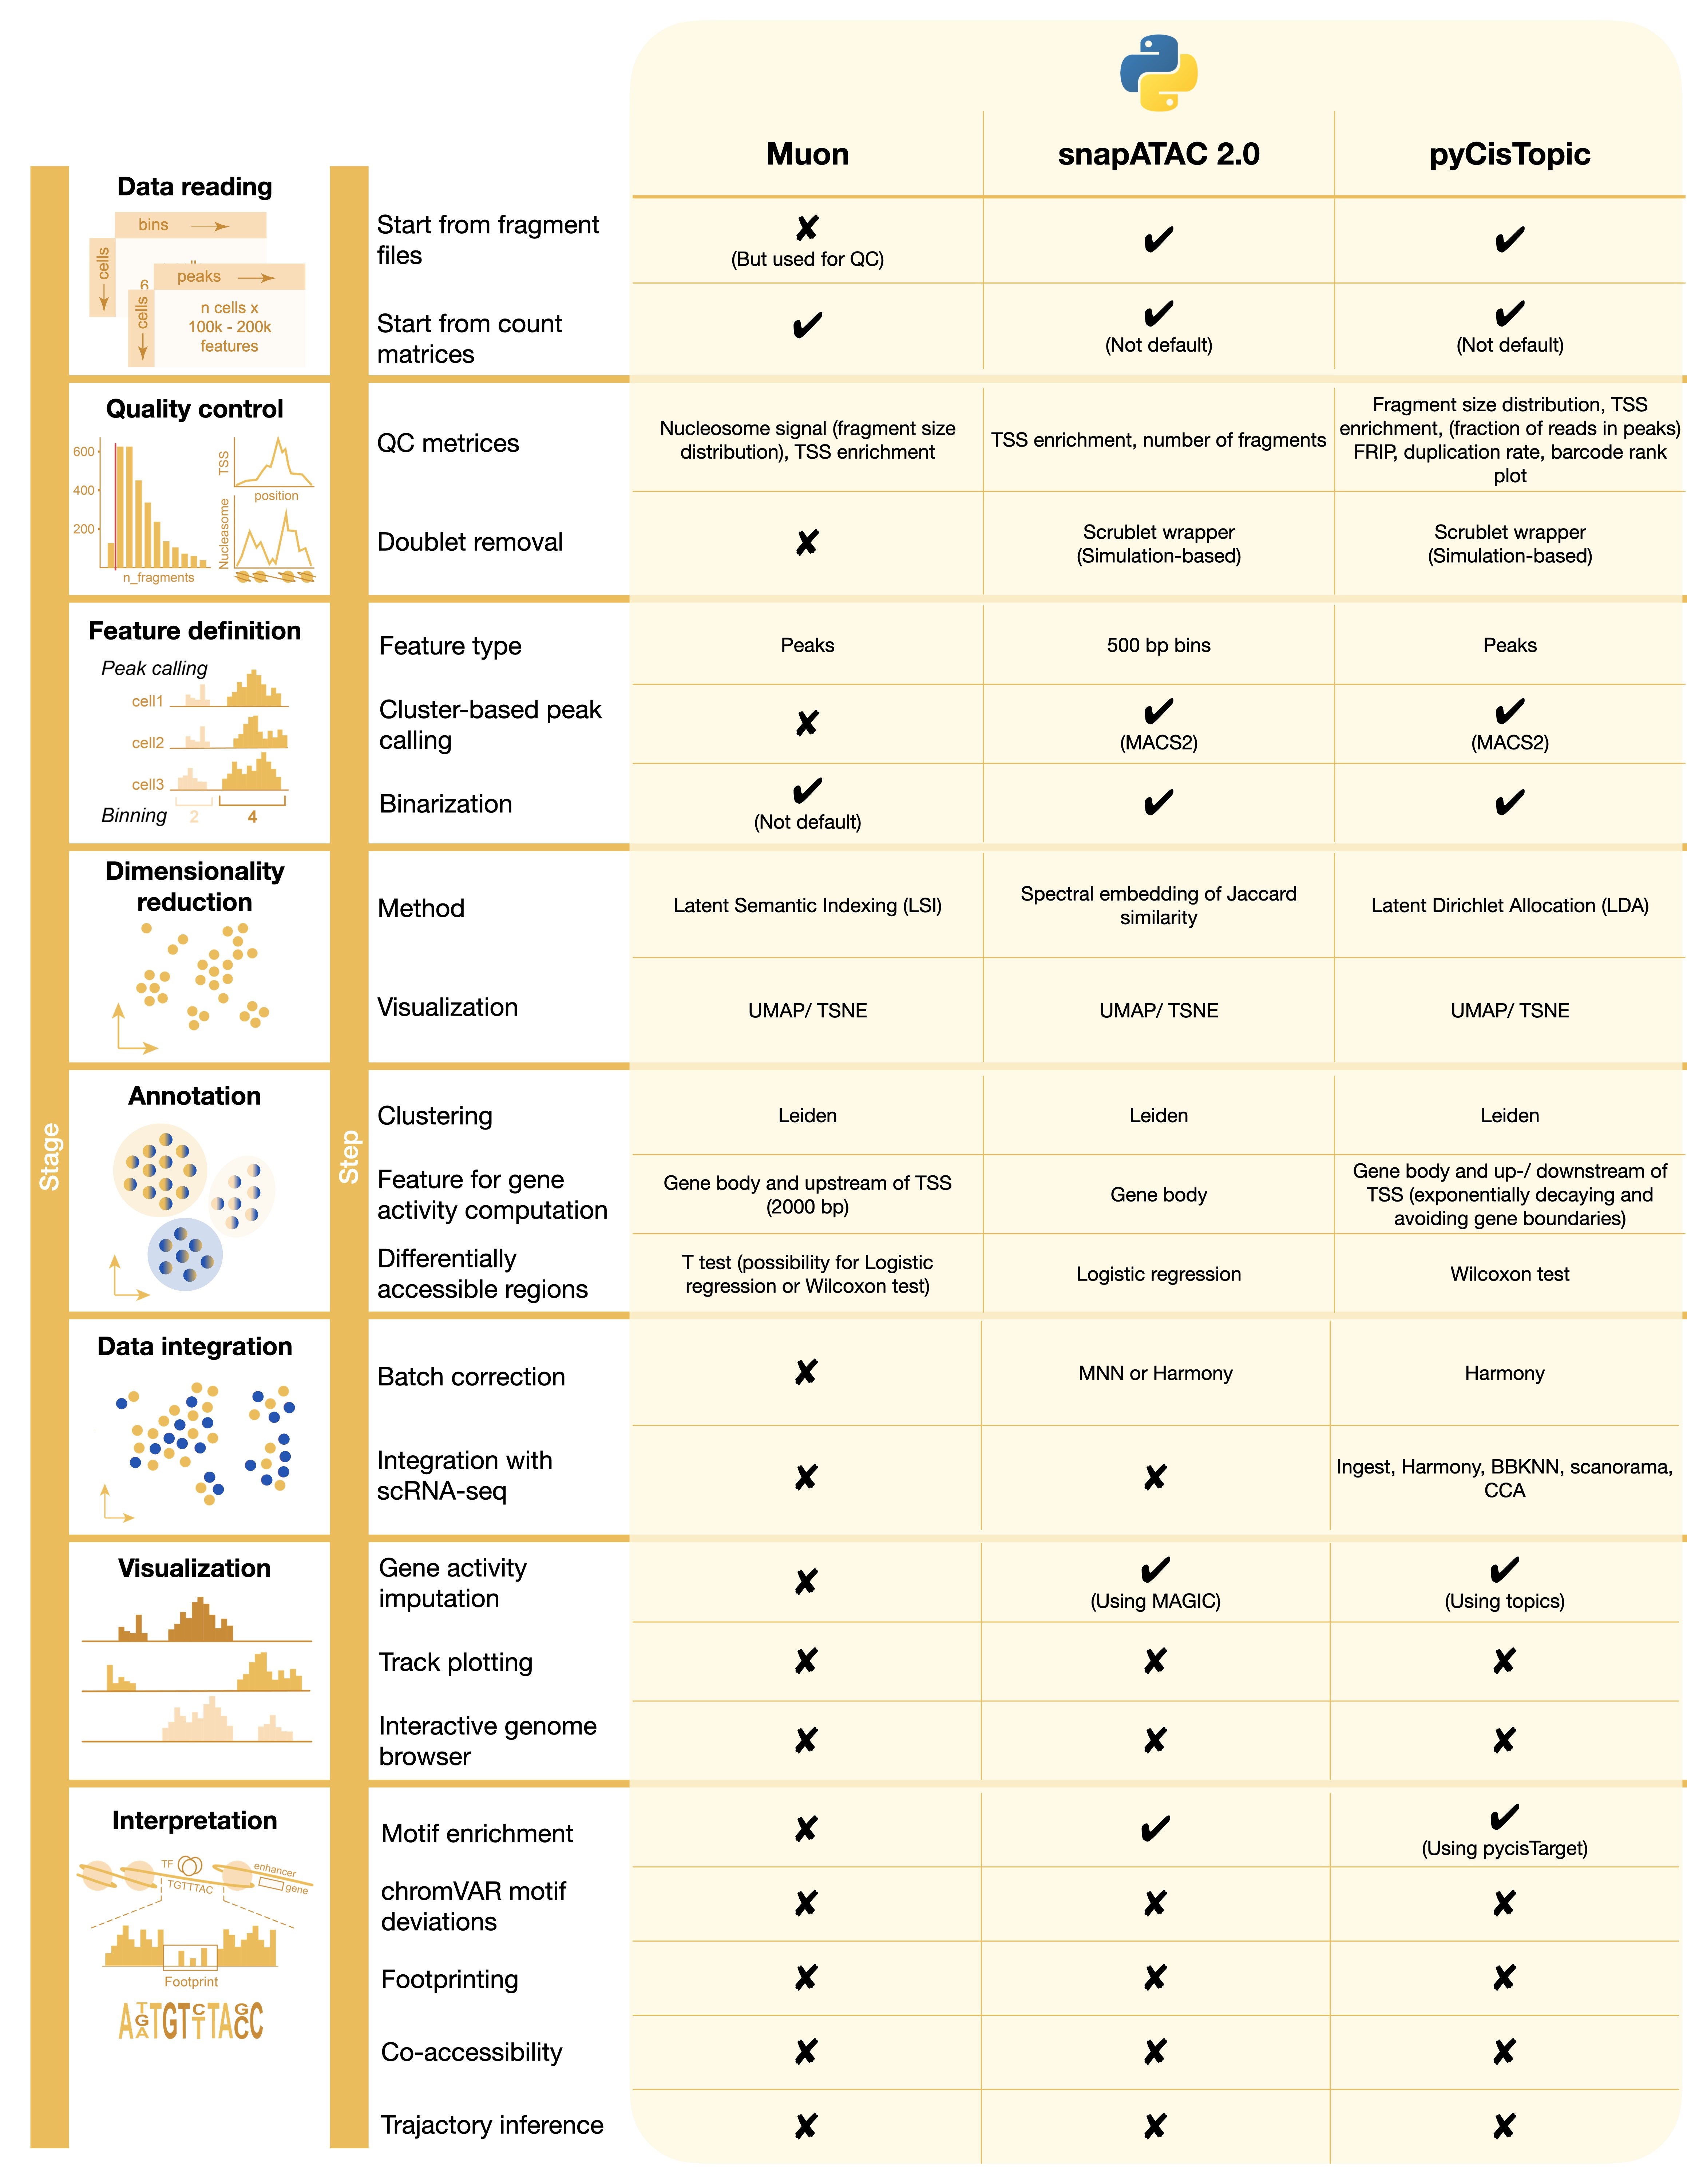 Muon
snapATAC 2.0
pyCisTopic
Stage
Step
Data reading
bins
cells
6
peaks
cells
n cells x
100k - 200k
features
Start from fragment
files
✘
(But used for QC)
✔
✔
Start from count
matrices
✔
✔
(Not default)
✔
(Not default)
Quality control
600
400
200
n_fragments
TSS
position
Nucleasome
QC metrices
Nucleosome signal (fragment size
distribution), TSS enrichment
TSS enrichment, number of fragments
Fragment size distribution, TSS
enrichment, (fraction of reads in peaks)
FRIP, duplication rate, barcode rank
plot
Doublet removal
✘
Scrublet wrapper
(Simulation-based)
Scrublet wrapper
(Simulation-based)
Feature definition
Peak calling
cell1
cell2
cell3
Binning
2
4
Feature type
Peaks
500 bp bins
Peaks
Cluster-based peak
calling
✘
✔
(MACS2)
✔
(MACS2)
Binarization
✔
(Not default)
✔
✔
Dimensionality
reduction
Method
Latent Semantic Indexing (LSI)
Spectral embedding of Jaccard
similarity
Latent Dirichlet Allocation (LDA)
Visualization
UMAP/ TSNE
UMAP/ TSNE
UMAP/ TSNE
Annotation
Clustering
Leiden
Leiden
Leiden
Feature for gene
activity computation
Gene body and upstream of TSS
(2000 bp)
Gene body
Gene body and up-/ downstream of
TSS (exponentially decaying and
avoiding gene boundaries)
Differentially
accessible regions
T test (possibility for Logistic
regression or Wilcoxon test)
Logistic regression
Wilcoxon test
Data integration
Batch correction
✘
MNN or Harmony
Harmony
Integration with
scRNA-seq
✘
✘
Ingest, Harmony, BBKNN, scanorama,
CCA
Visualization
Gene activity
imputation
✘
✔
(Using MAGIC)
✔
(Using topics)
Track plotting
✘
✘
✘
Interactive genome
browser
✘
✘
✘
Interpretation
TF
TGTTTAC
enhancer
gene
Footprint
A
T
G
A
TGT
C
T
TA
G
C
C
Motif enrichment
✘
✔
✔
(Using pycisTarget)
chromVAR motif
deviations
✘
✘
✘
Footprinting
✘
✘
✘
Co-accessibility
✘
✘
✘
Trajactory inference
✘
✘
✘